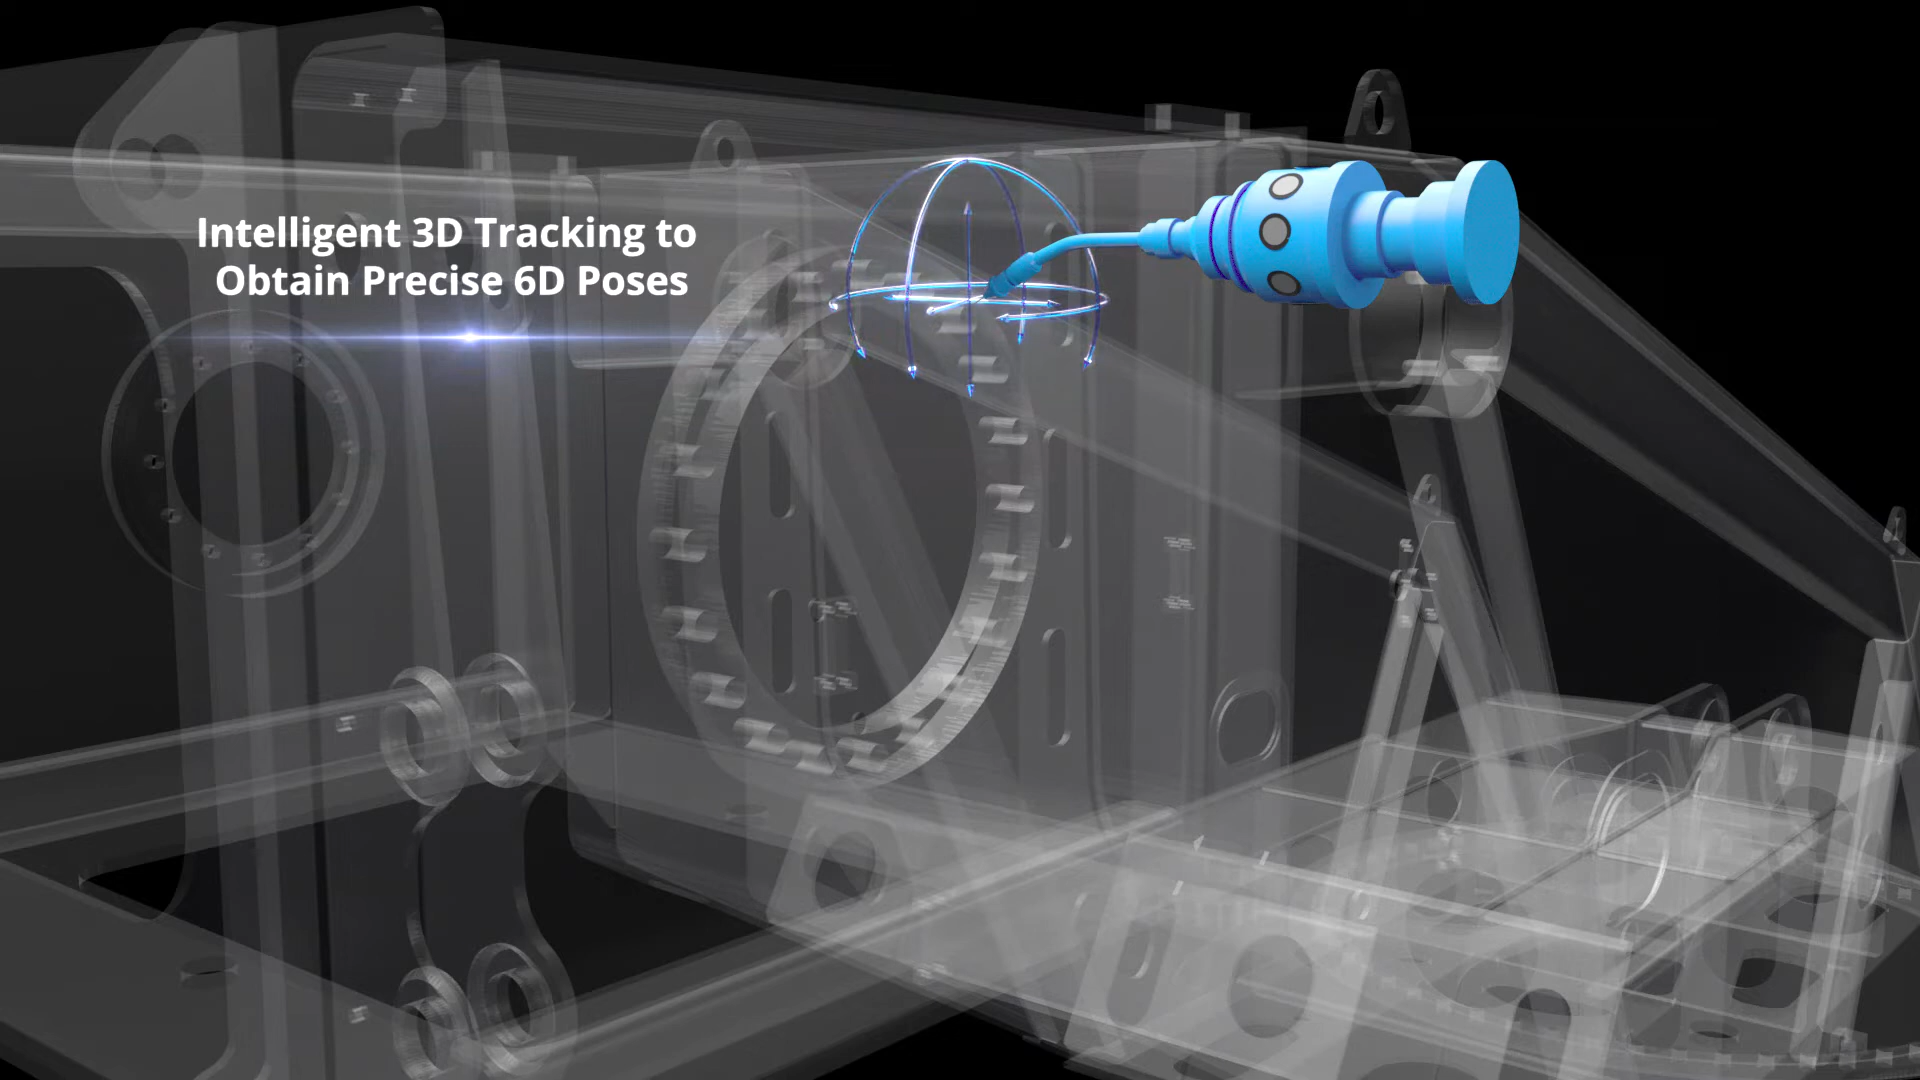 Intelligent 3D Tracking to
Obtain Precise 6D Poses